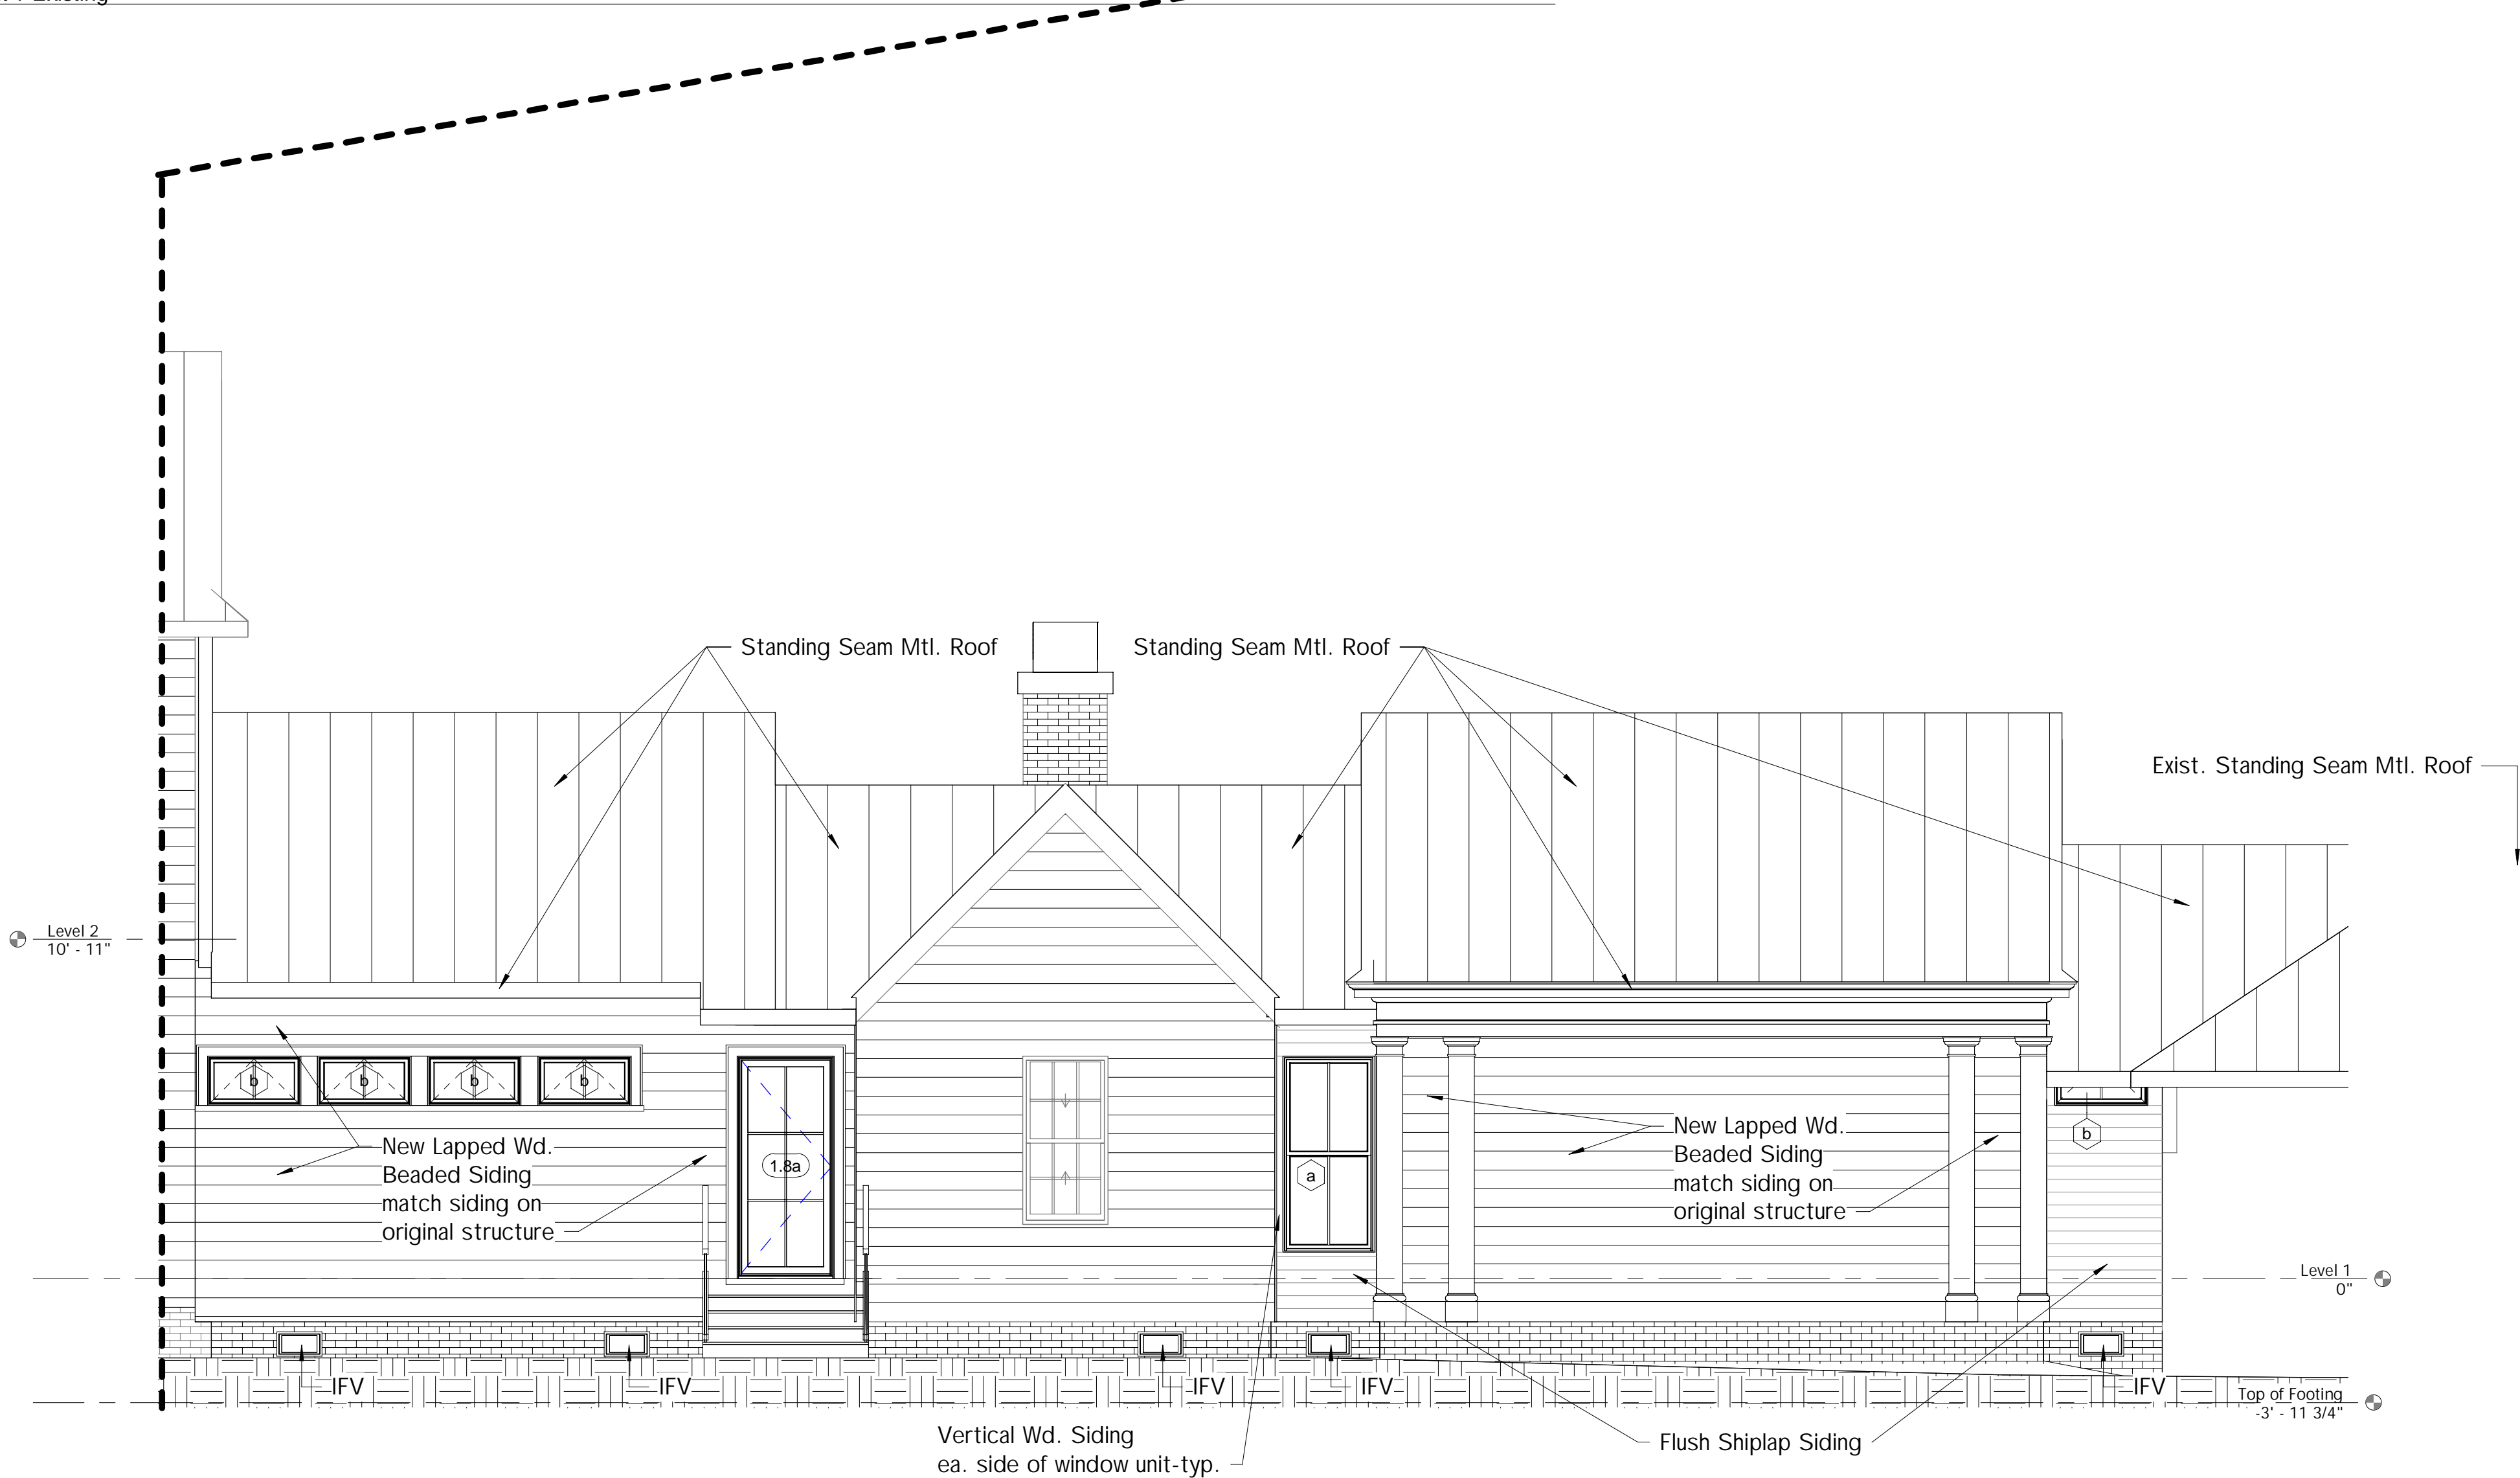 Existing
Standing Seam Mtl. Roof
Standing Seam Mtl. Roof
Exist. Standing Seam Mtl. Roof
Level 2
10' - 11"
b
b
b
b
New Lapped Wd.
Beaded Siding
match siding on
original structure
1.8a
a
New Lapped Wd.
Beaded Siding
match siding on
original structure
b
Level 1
0"
IFV
IFV
IFV
IFV
IFV
Top of Footing
-3' - 11 3/4"
Vertical Wd. Siding
ea. side of window unit-typ.
Flush Shiplap Siding